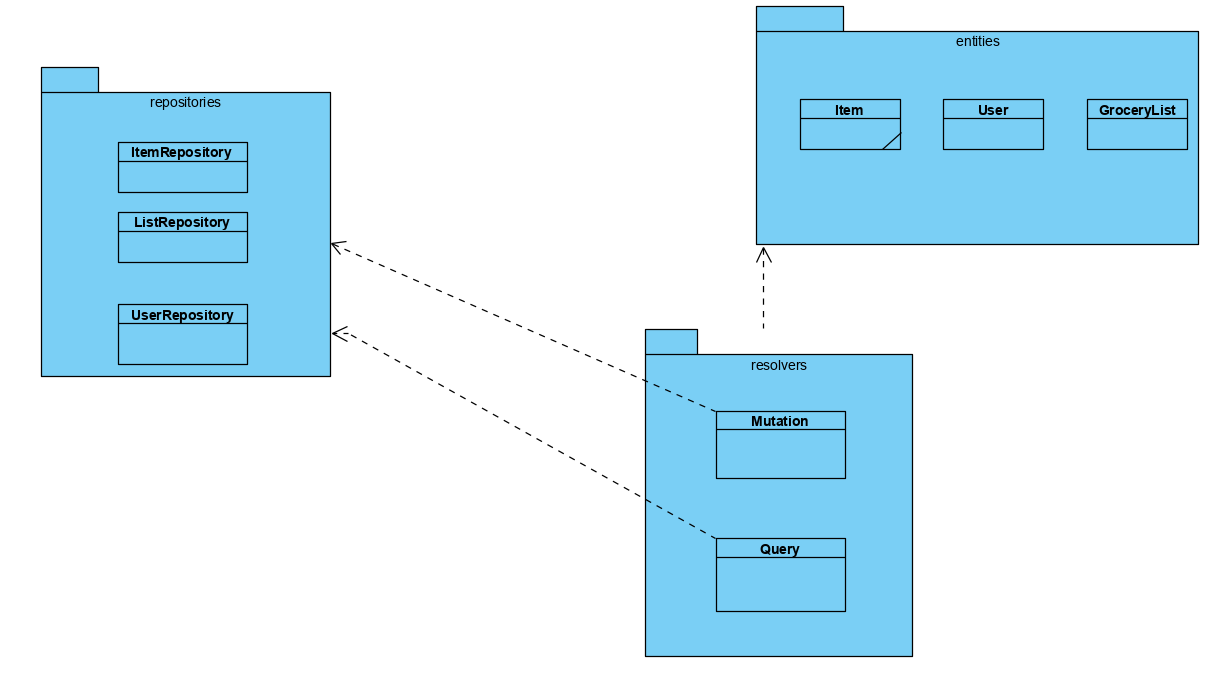 entities
Item
User
GroceryList
repositories
ItemRepository
ListRepository
UserRepository
resolvers
Mutation
Query